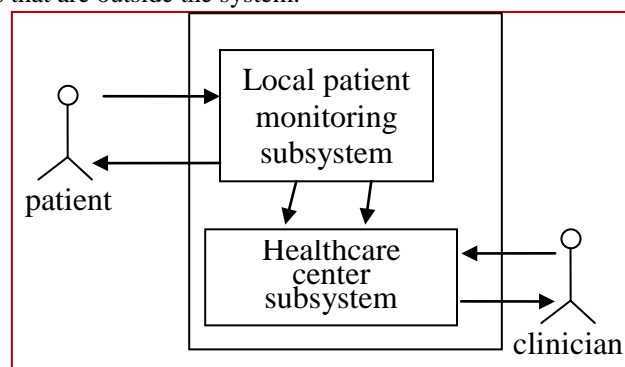 that are outside the system.
Local patient
monitoring
subsystem
patient
Healthcare
center
subsystem
clinician